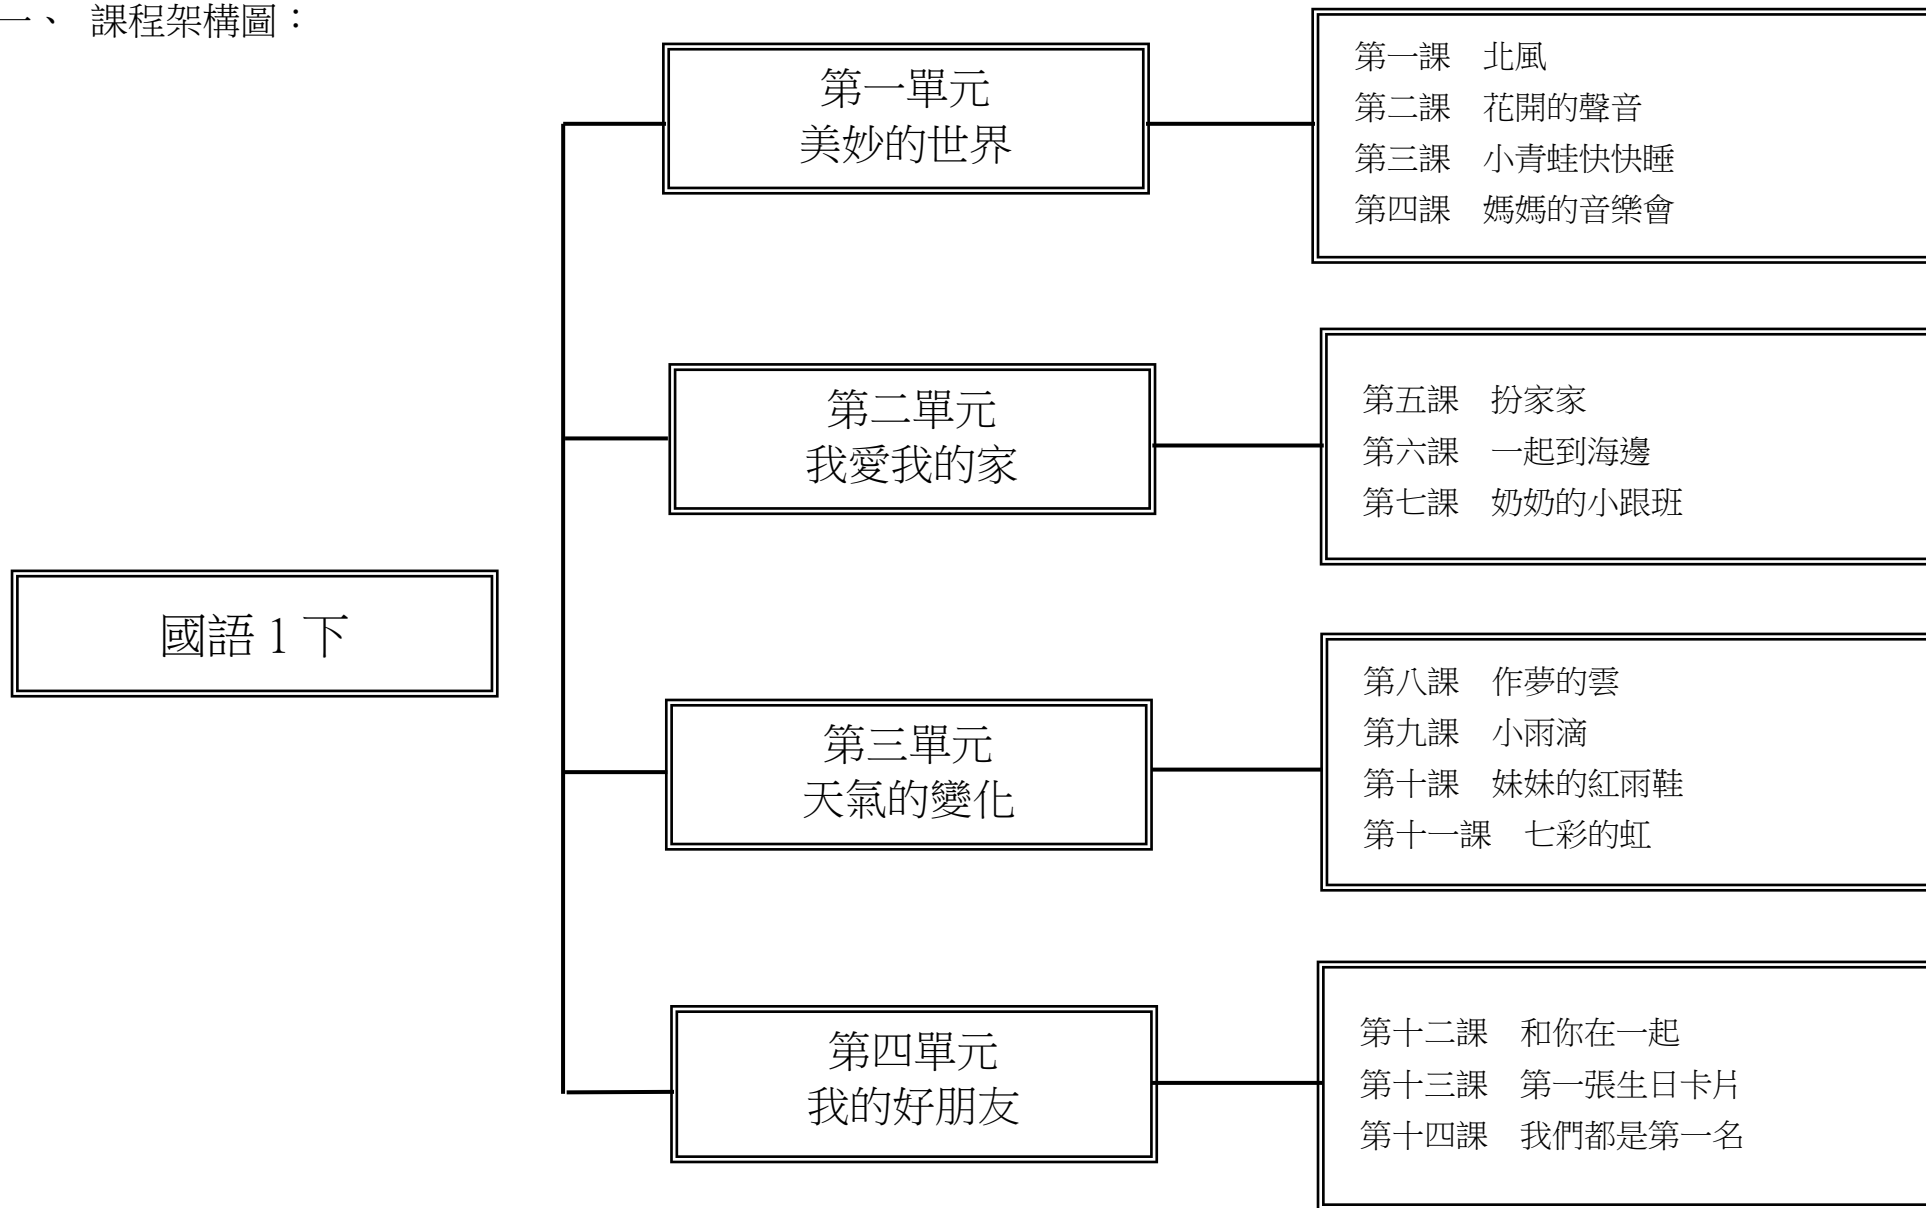 一、 課程架構圖：
國語 1 下
第一單元
美妙的世界
第一課　北風
第二課　花開的聲音
第三課　小青蛙快快睡
第四課　媽媽的音樂會
第二單元
我愛我的家
第五課　扮家家
第六課　一起到海邊
第七課　奶奶的小跟班
第三單元
天氣的變化
第八課　作夢的雲
第九課　小雨滴
第十課　妹妹的紅雨鞋
第十一課　七彩的虹
第四單元
我的好朋友
第十二課　和你在一起
第十三課　第一張生日卡片
第十四課　我們都是第一名